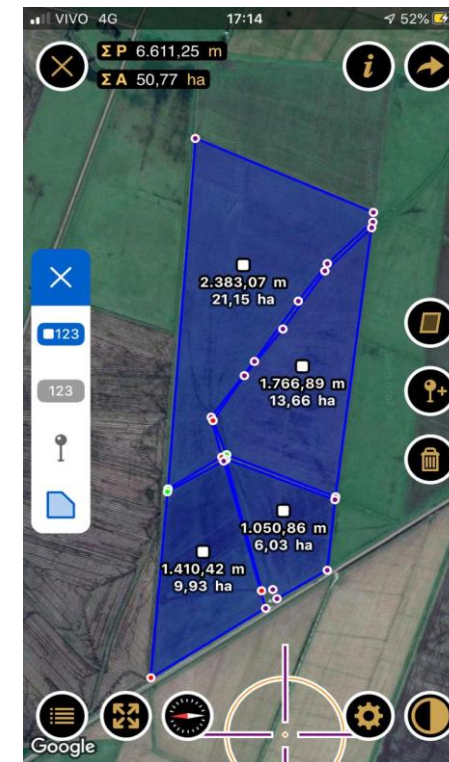 VIVO 4G 17:14 52%
Σ P 6.611,25 m
Σ A 50,77 ha
i
2.383,07 m
21,15 ha
123
123
1.766,89 m
13,66 ha
1.050,86 m
6,03 ha
1.410,42 m
9,93 ha
Google